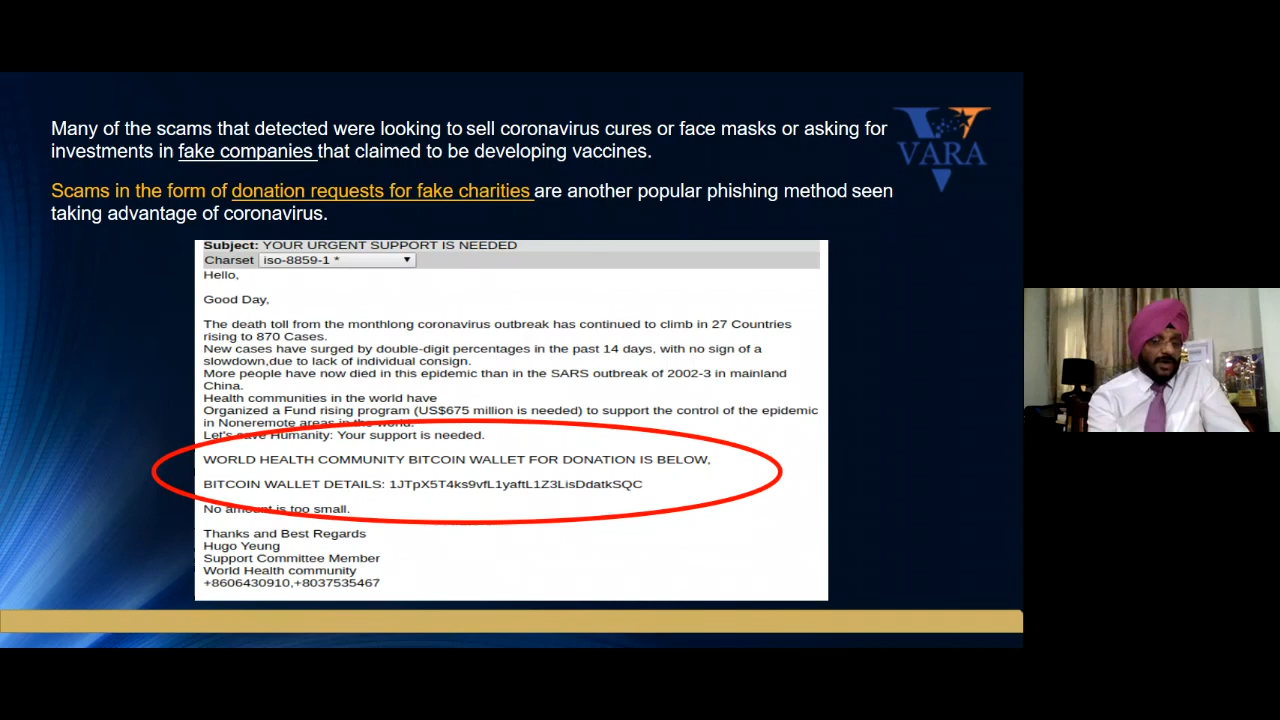 Many of the scams that detected were looking to sell coronavirus cures or face masks or asking for
investments in fake companies that claimed to be developing vaccines.
Scams in the form of donation requests for fake charities are another popular phishing method seen
taking advantage of coronavirus.
VARA
Subject: YOUR URGENT SUPPORT IS NEEDED
Charset iso-8859-1 *
Hello,
Good Day,
The death toll from the monthlong coronavirus outbreak has continued to climb in 27 Countries
rising to 870 Cases.
New cases have surged by double-digit percentages in the past 14 days, with no sign of a
slowdown,due to lack of individual consign.
More people have now died in this epidemic than in the SARS outbreak of 2002-3 in mainland
China.
Health communities in the world have
Organized a Fund rising program (US$675 million is needed) to support the control of the epidemic
in Nonremote areas in the world.
Let's save Humanity: Your support is needed.
WORLD HEALTH COMMUNITY BITCOIN WALLET FOR DONATION IS BELOW,
BITCOIN WALLET DETAILS: 1JTpX5T4ks9vfL1yaftL1Z3LisDdatkSQC
No amount is too small.
Thanks and Best Regards
Hugo Yeung
Support Committee Member
World Health community
+8606430910,+8037535467